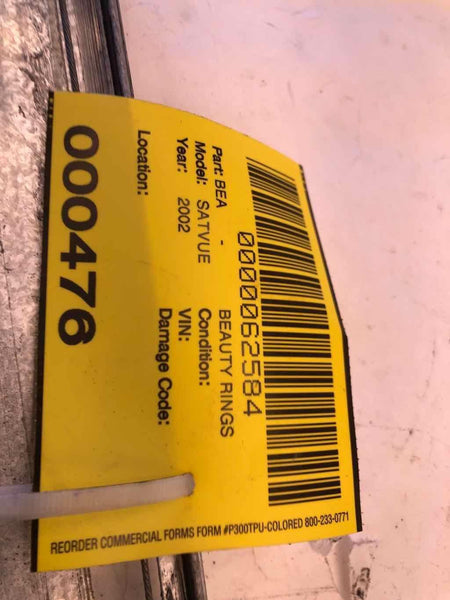 0000062584
Part: BEA - BEAUTY RINGS
Model: SATVUE Condition:
Year: 2002 VIN:
Damage Code:
Location:
000476
REORDER COMMERCIAL FORMS FORM #P300TPU-COLORED 800-233-0771